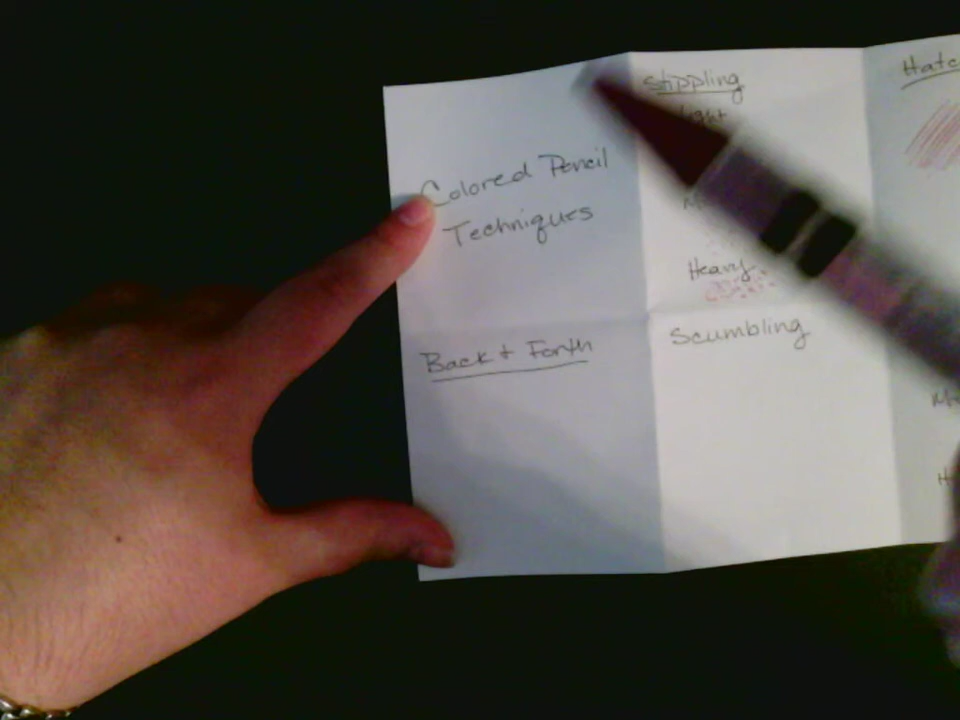 Colored Pencil
Techniques
Stippling
Heavy
Back + Forth
Scumbling